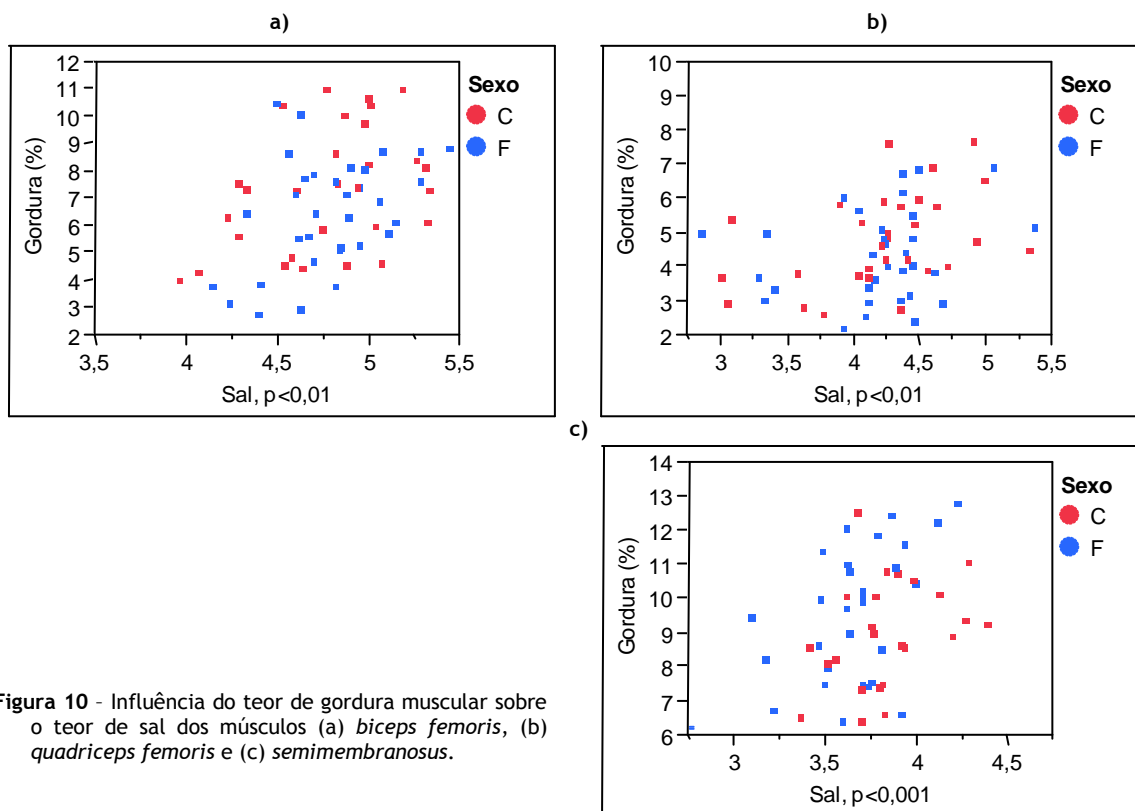 a)
12
11
10
9
8
7
6
5
4
3
2
Gordura (%)
3,5 4 4,5 5 5,5
Sal, p<0,01
Sexo
C
F
b)
10
9
8
7
6
5
4
3
2
Gordura (%)
3 3,5 4 4,5 5 5,5
Sal, p<0,01
Sexo
C
F
c)
14
13
12
11
10
9
8
7
6
Gordura (%)
3 3,5 4 4,5
Sal, p<0,001
Sexo
C
F
Figura 10 - Influência do teor de gordura muscular sobre
o teor de sal dos músculos (a) biceps femoris, (b)
quadriceps femoris e (c) semimembranosus.